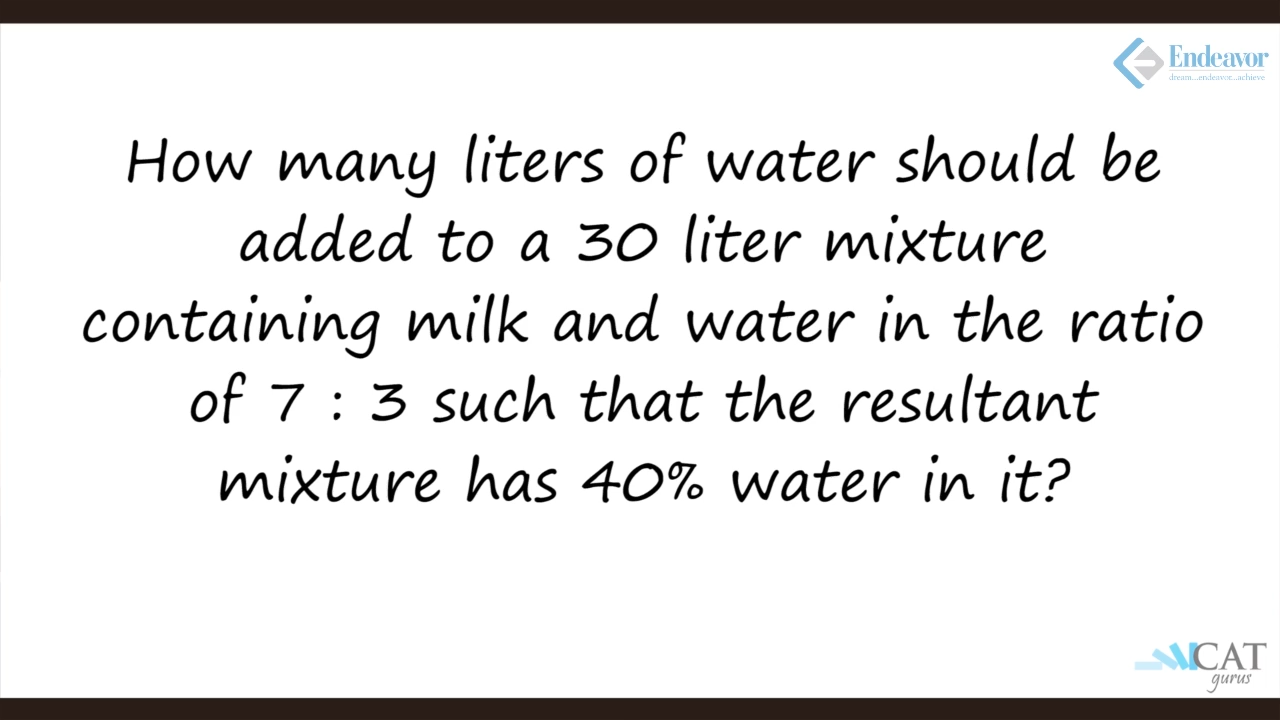 Endeavor
dream...endeavor...achieve
How many liters of water should be
added to a 30 liter mixture
containing milk and water in the ratio
of 7 : 3 such that the resultant
mixture has 40% water in it?
CAT
gurus